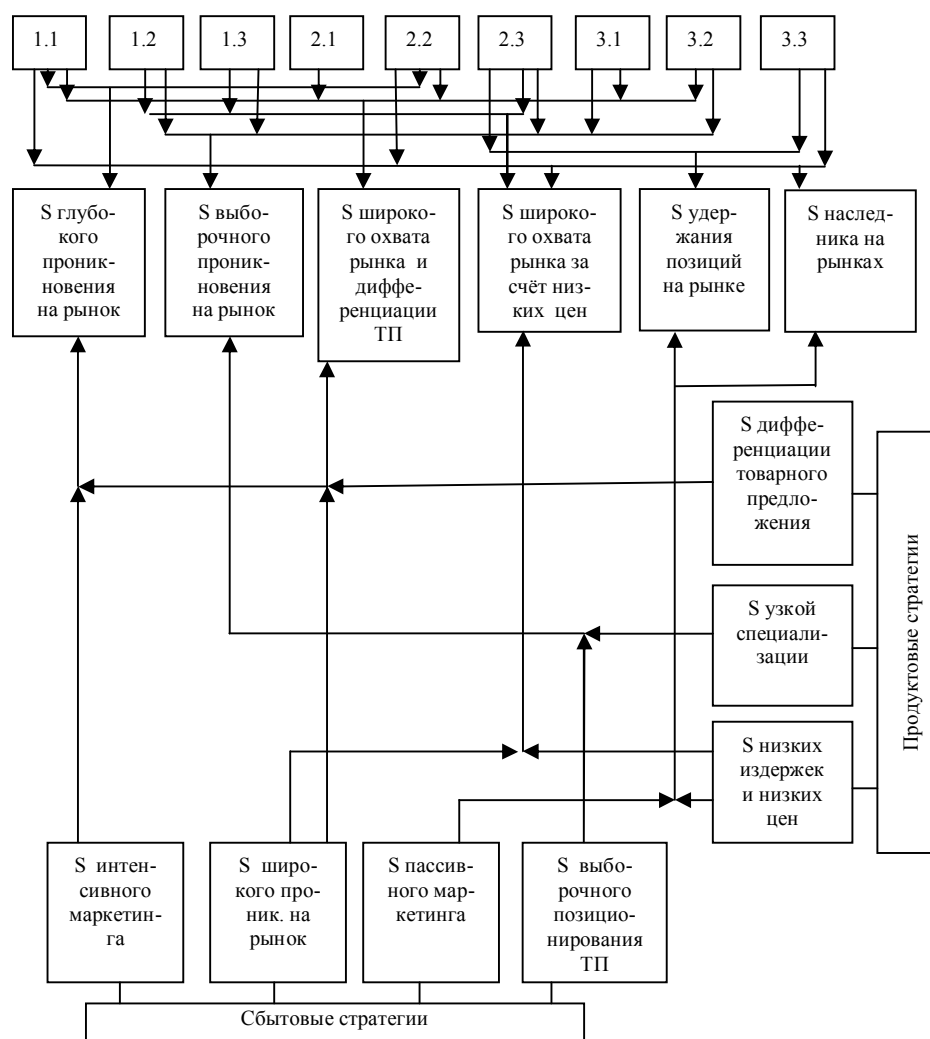 1.1
1.2
1.3
2.1
2.2
2.3
3.1
3.2
3.3
S глубо-
кого
проник-
новения
на рынок
S выбо-
рочного
проник-
новения
на рынок
S широко-
го охвата
рынка и
диффе-
ренциации
ТП
S широко-
го охвата
рынка за
счёт низ-
ких цен
S удер-
жания
позиций
на рынке
S наслед-
ника на
рынках
S диффе-
ренциации
товарного
предло-
жения
S узкой
специали-
зации
S низких
издержек
и низких
цен
Продуктовые стратегии
S интен-
сивного
маркетин-
га
S широ-
кого про-
ник. на
рынок
S пассив-
ного мар-
кетинга
S выбо-
рочного
позицио-
нирования
ТП
Сбытовые стратегии